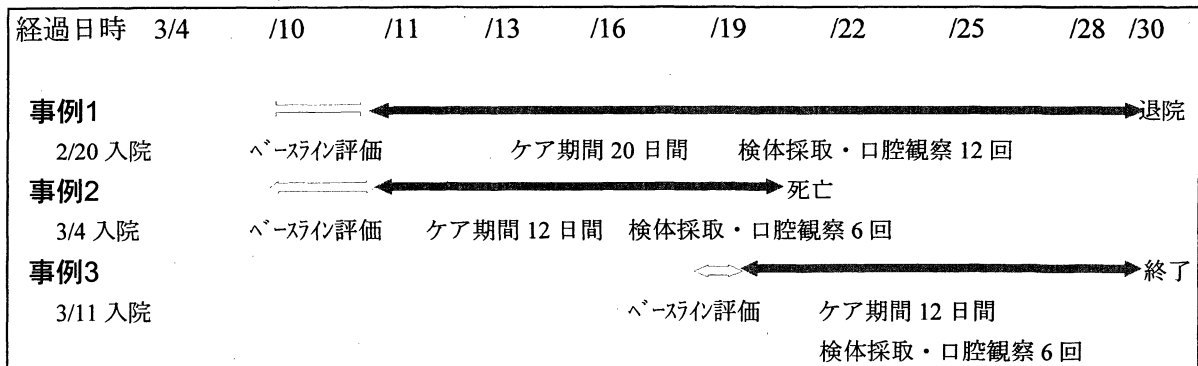 経過日時 3/4 /10 /11 /13 /16 /19 /22 /25 /28 /30
事例1 退院
2/20 入院 ベースライン評価 ケア期間 20 日間 検体採取・口腔観察 12 回
事例2 死亡
3/4 入院 ベースライン評価 ケア期間 12 日間 検体採取・口腔観察 6 回
事例3 終了
3/11 入院 ベースライン評価 ケア期間 12 日間
検体採取・口腔観察 6 回